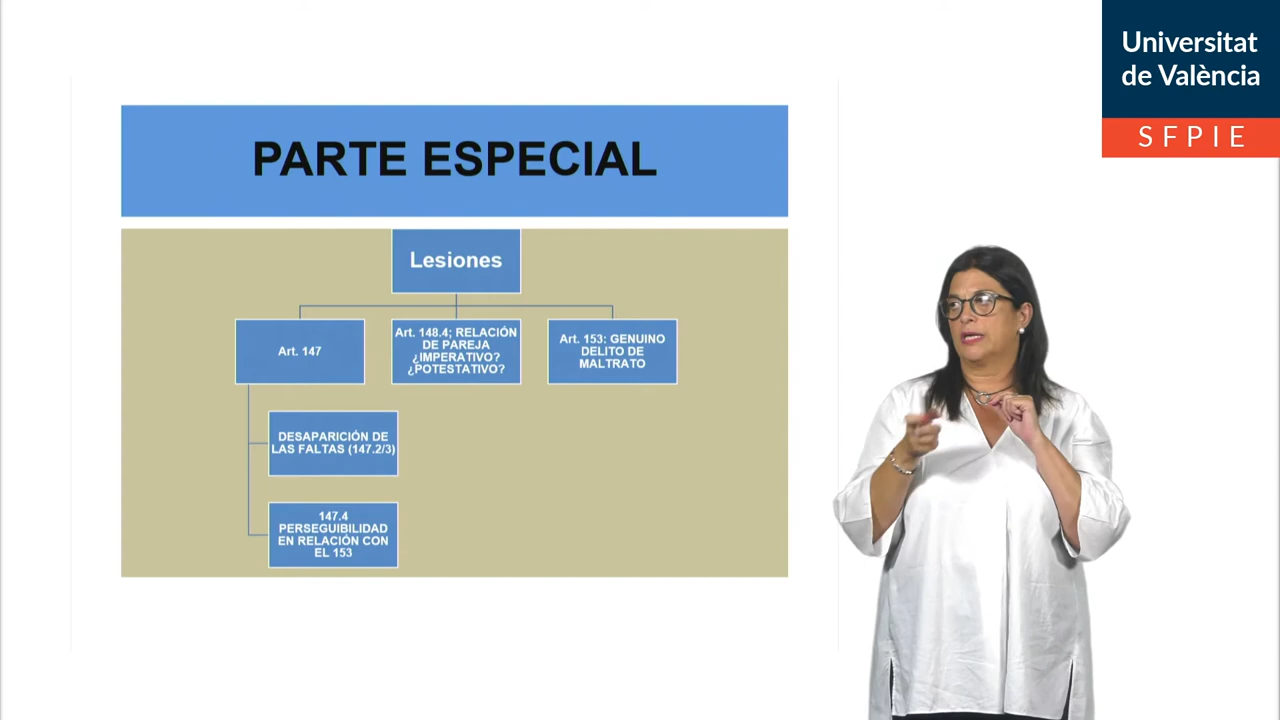 Universitat
de València
SFPIE
PARTE ESPECIAL
Lesiones
Art. 147
Art. 148.4; RELACIÓN
DE PAREJA
¿IMPERATIVO?
¿POTESTATIVO?
Art. 153: GENUINO
DELITO DE
MALTRATO
DESAPARICIÓN DE
LAS FALTAS (147.2/3)
147.4
PERSEGUIBILIDAD
EN RELACIÓN CON
EL 153